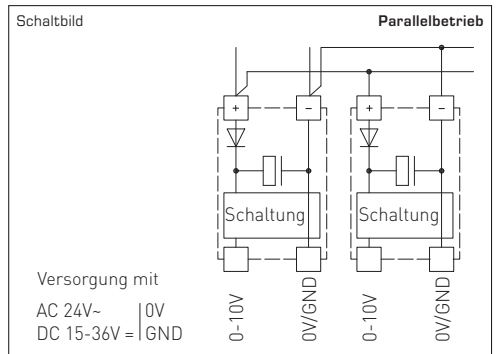 Schaltbild
Parallelbetrieb
+ − + −
Schaltung Schaltung
Versorgung mit
AC 24V~ | 0V
DC 15-36V = | GND
0-10V
0V/GND
0-10V
0V/GND